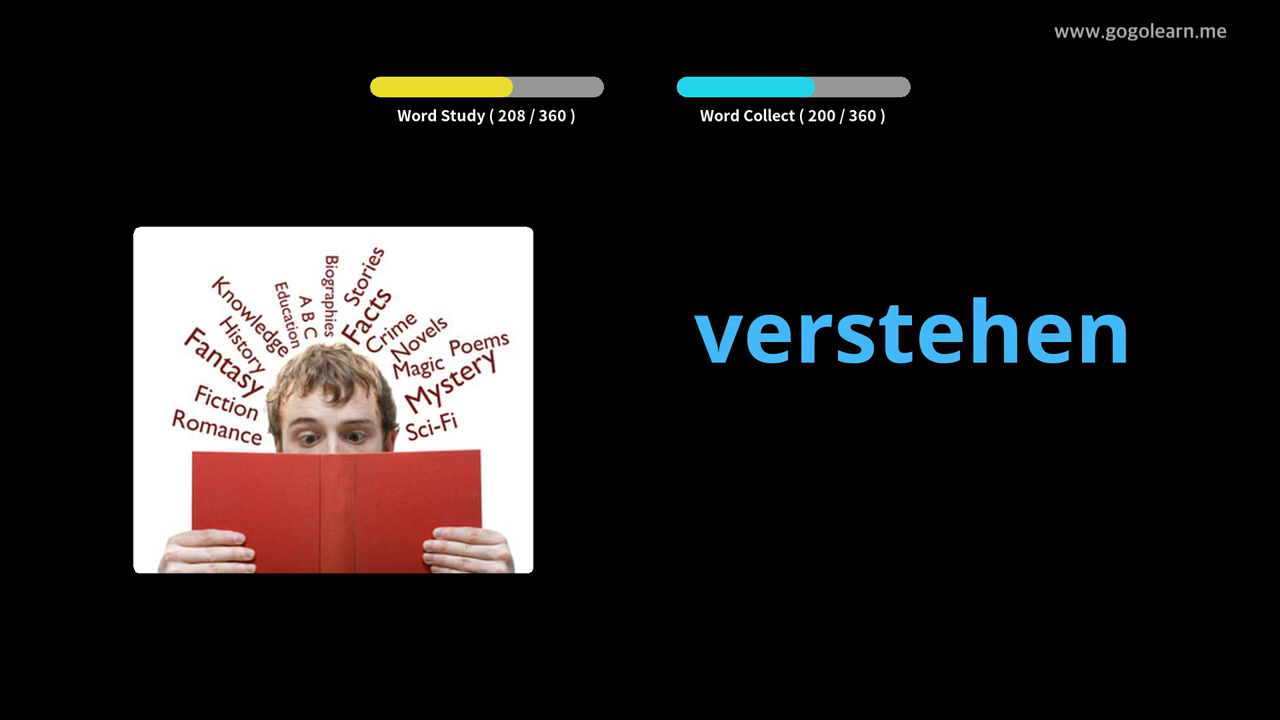 www.gogolearn.me
Word Study ( 208 / 360 )
Word Collect ( 200 / 360 )
Knowledge
Education
A B C
Biographies
Stories
History
Facts
Crime
Novels
Fantasy
Magic
Poems
Fiction
Mystery
Romance
Sci-Fi
verstehen